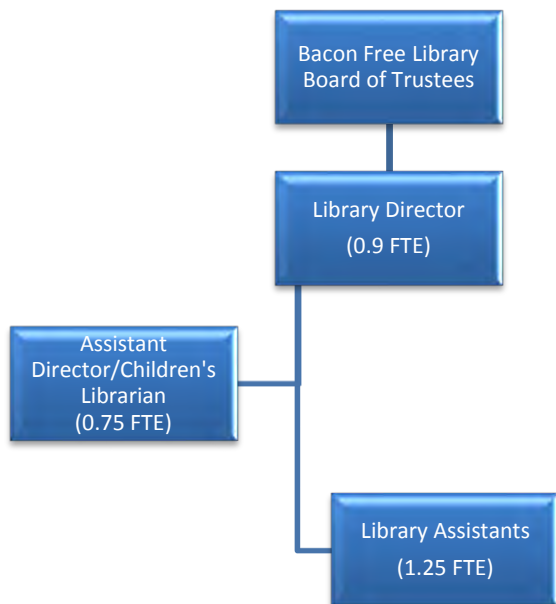 Bacon Free Library
Board of Trustees
Library Director
(0.9 FTE)
Assistant
Director/Children's
Librarian
(0.75 FTE)
Library Assistants
(1.25 FTE)